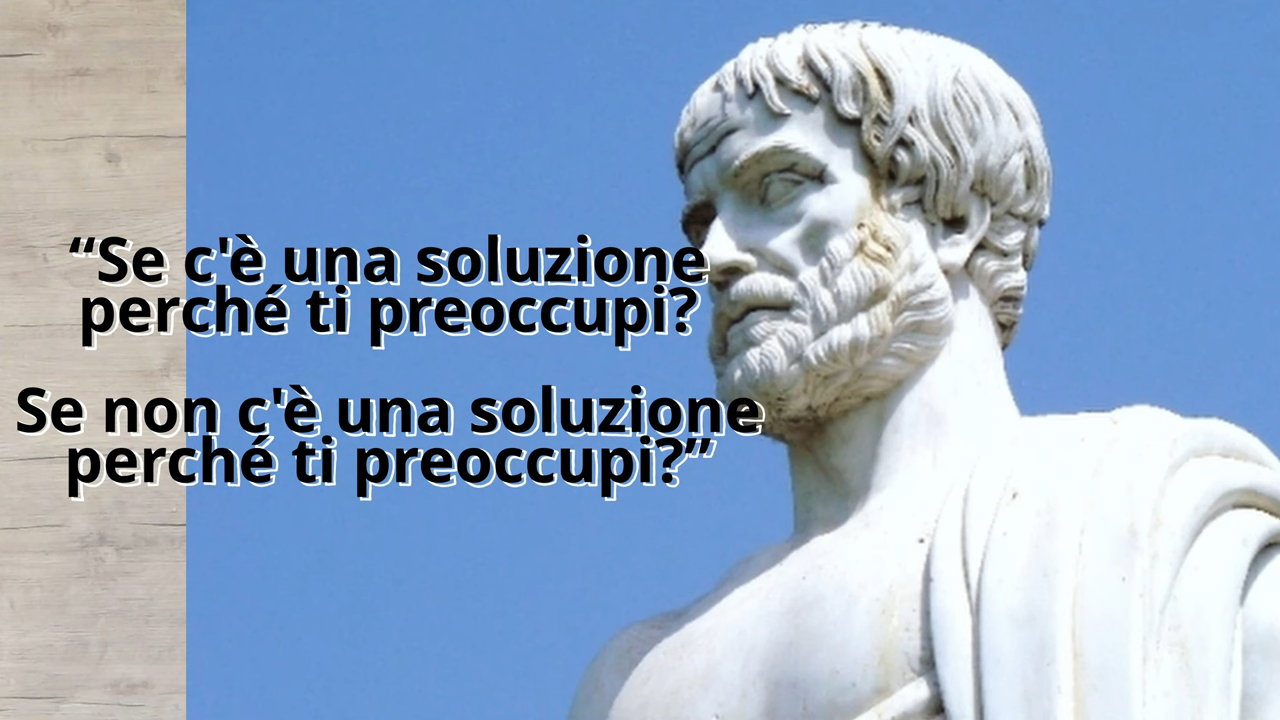 “Se c'è una soluzione
perché ti preoccupi?
Se non c'è una soluzione
perché ti preoccupi?”